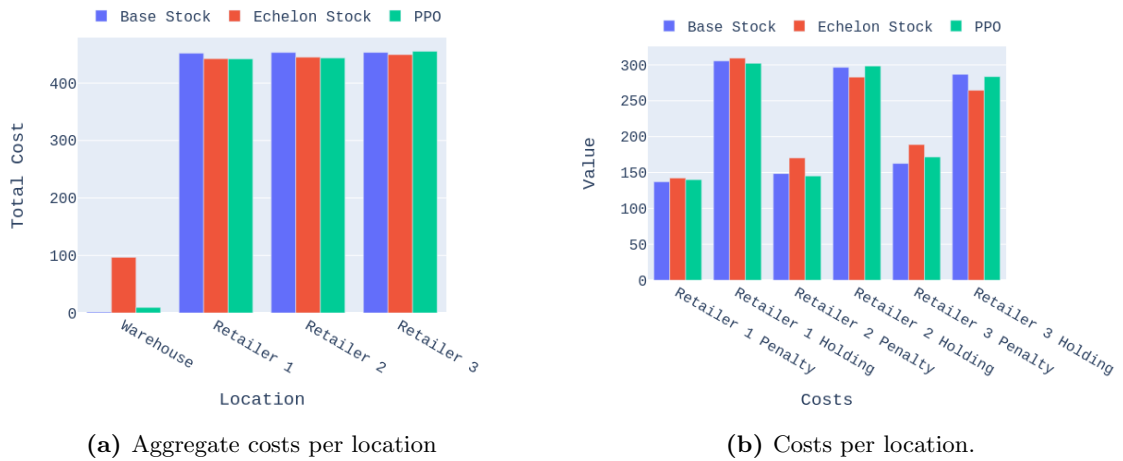 Base Stock Echelon Stock PPO
Total Cost
400
300
200
100
0
Warehouse
Retailer 1
Retailer 2
Retailer 3
Location
(a) Aggregate costs per location
Base Stock Echelon Stock PPO
Value
300
250
200
150
100
50
0
Retailer 1 Penalty
Retailer 1 Holding
Retailer 2 Penalty
Retailer 2 Holding
Retailer 3 Penalty
Retailer 3 Holding
Costs
(b) Costs per location.